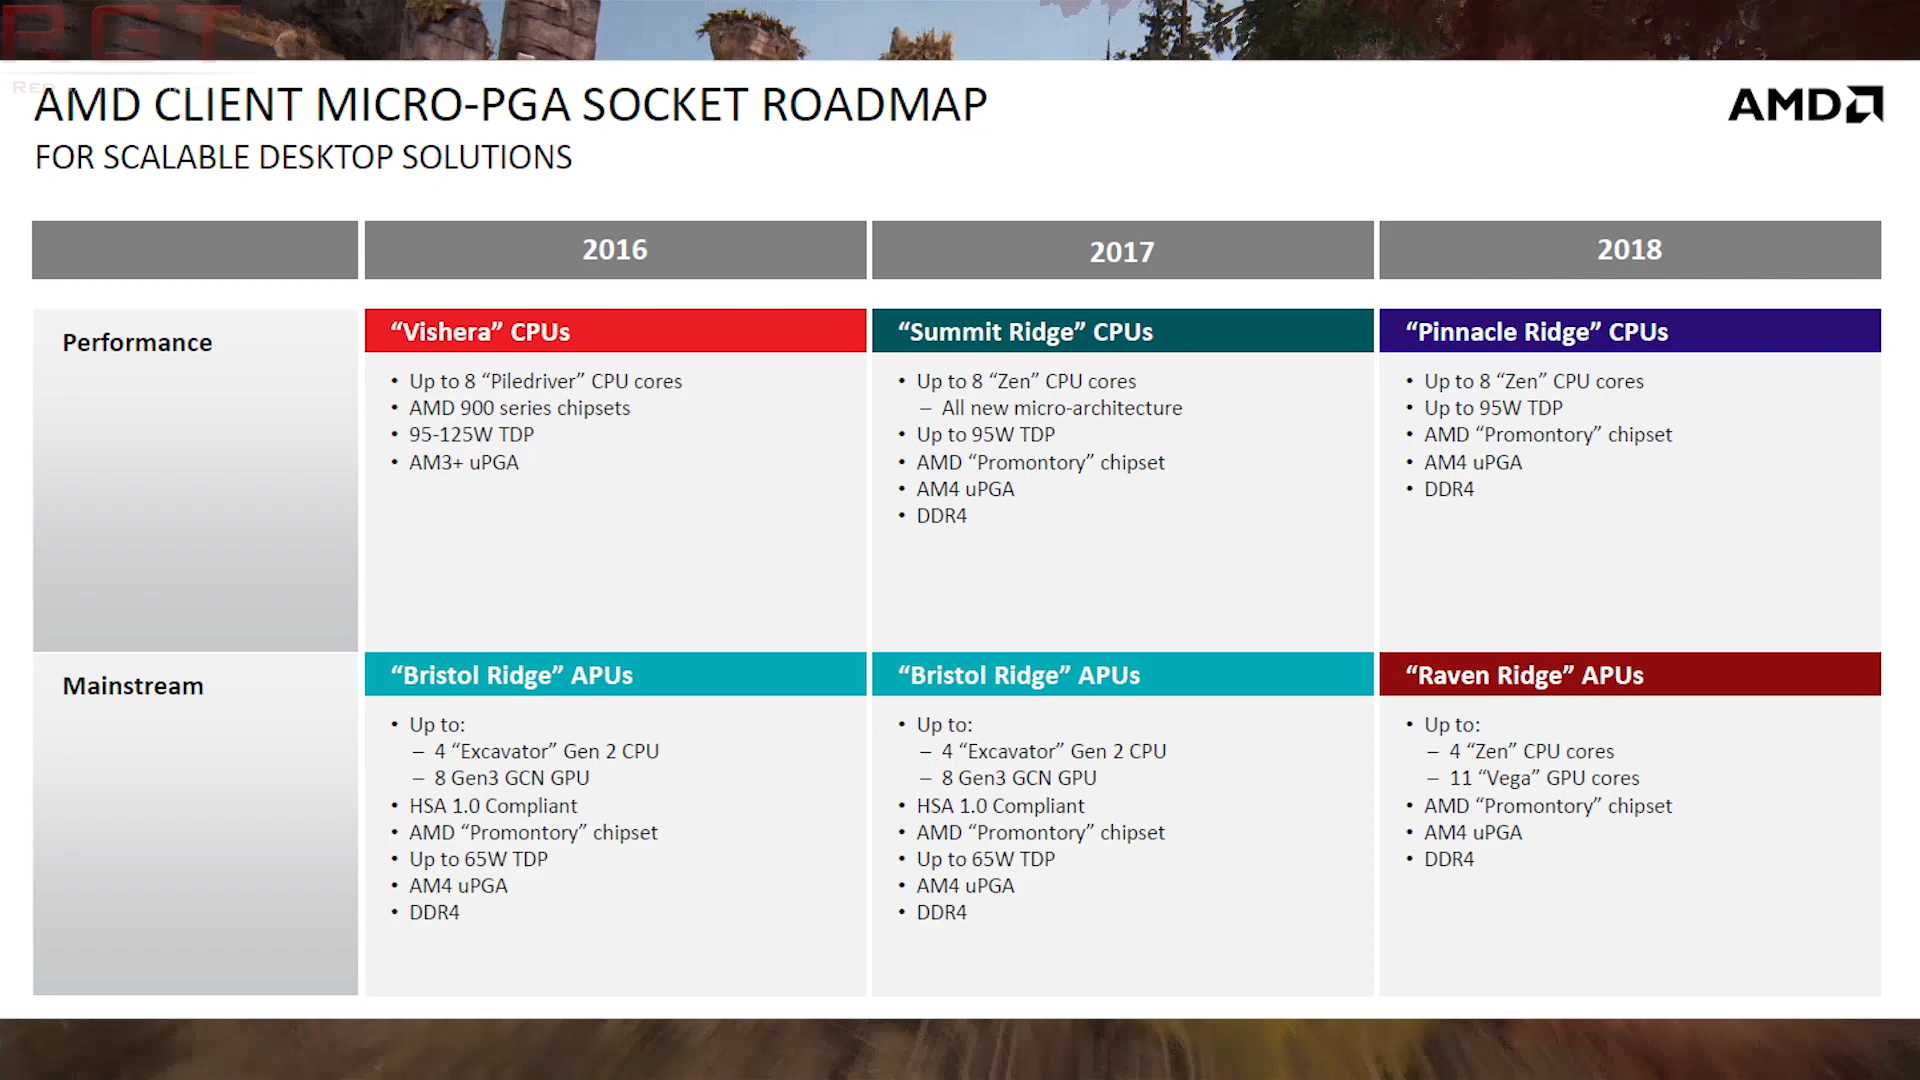 RGT
AMD CLIENT MICRO-PGA SOCKET ROADMAP
AMD
FOR SCALABLE DESKTOP SOLUTIONS
2016
2017
2018
Performance
“Vishera” CPUs
• Up to 8 “Piledriver” CPU cores
• AMD 900 series chipsets
• 95-125W TDP
• AM3+ uPGA
“Summit Ridge” CPUs
• Up to 8 “Zen” CPU cores
– All new micro-architecture
• Up to 95W TDP
• AMD “Promontory” chipset
• AM4 uPGA
• DDR4
“Pinnacle Ridge” CPUs
• Up to 8 “Zen” CPU cores
• Up to 95W TDP
• AMD “Promontory” chipset
• AM4 uPGA
• DDR4
Mainstream
“Bristol Ridge” APUs
• Up to:
– 4 “Excavator” Gen 2 CPU
– 8 Gen3 GCN GPU
• HSA 1.0 Compliant
• AMD “Promontory” chipset
• Up to 65W TDP
• AM4 uPGA
• DDR4
“Bristol Ridge” APUs
• Up to:
– 4 “Excavator” Gen 2 CPU
– 8 Gen3 GCN GPU
• HSA 1.0 Compliant
• AMD “Promontory” chipset
• Up to 65W TDP
• AM4 uPGA
• DDR4
“Raven Ridge” APUs
• Up to:
– 4 “Zen” CPU cores
– 11 “Vega” GPU cores
• AMD “Promontory” chipset
• AM4 uPGA
• DDR4